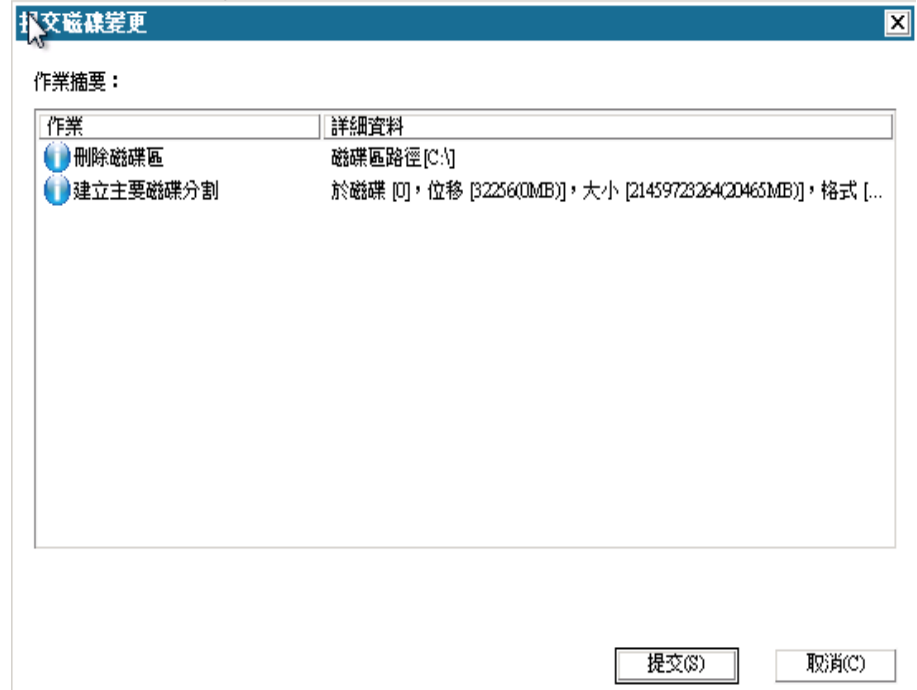 提交磁碟變更
作業摘要：
作業 詳細資料
刪除磁碟區 磁碟區路徑[C:\]
建立主要磁碟分割 於磁碟 [0]，位移 [32256(0MB)]，大小 [21459723264(20465MB)]，格式 [...
提交(S) 取消(C)